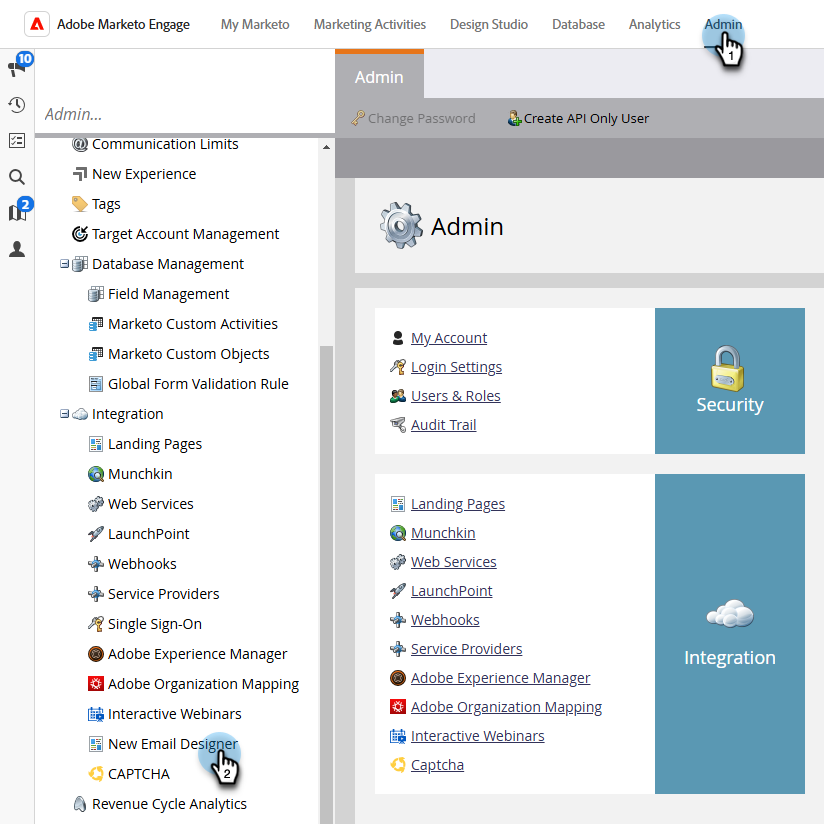 Adobe Marketo Engage
My Marketo
Marketing Activities
Design Studio
Database
Analytics
Admin
1
10
2
Admin...
Communication Limits
New Experience
Tags
Target Account Management
Database Management
Field Management
Marketo Custom Activities
Marketo Custom Objects
Global Form Validation Rule
Integration
Landing Pages
Munchkin
Web Services
LaunchPoint
Webhooks
Service Providers
Single Sign-On
Adobe Experience Manager
Adobe Organization Mapping
Interactive Webinars
New Email Designer
2
CAPTCHA
Revenue Cycle Analytics
Admin
Change Password
Create API Only User
Admin
My Account
Login Settings
Users & Roles
Audit Trail
Security
Landing Pages
Munchkin
Web Services
LaunchPoint
Webhooks
Service Providers
Adobe Experience Manager
Adobe Organization Mapping
Interactive Webinars
Captcha
Integration